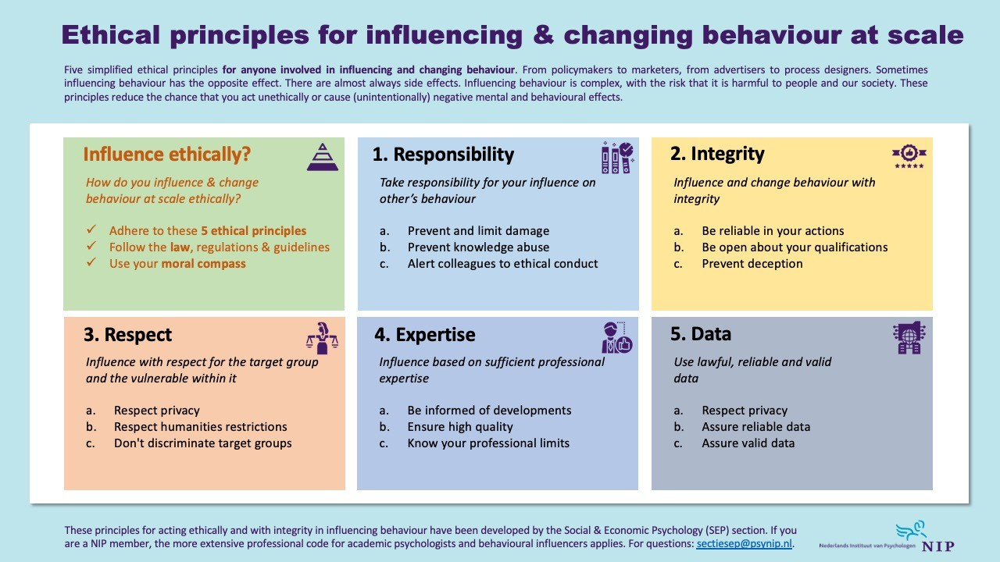 Ethical principles for influencing & changing behaviour at scale
Five simplified ethical principles for anyone involved in influencing and changing behaviour. From policymakers to marketers, from advertisers to process designers. Sometimes
influencing behaviour has the opposite effect. There are almost always side effects. Influencing behaviour is complex, with the risk that it is harmful to people and our society. These
principles reduce the chance that you act unethically or cause (unintentionally) negative mental and behavioural effects.
Influence ethically?
How do you influence & change
behaviour at scale ethically?
✓ Adhere to these 5 ethical principles
✓ Follow the law, regulations & guidelines
✓ Use your moral compass
1. Responsibility
Take responsibility for your influence on
other’s behaviour
a. Prevent and limit damage
b. Prevent knowledge abuse
c. Alert colleagues to ethical conduct
2. Integrity
Influence and change behaviour with
integrity
a. Be reliable in your actions
b. Be open about your qualifications
c. Prevent deception
3. Respect
Influence with respect for the target group
and the vulnerable within it
a. Respect privacy
b. Respect humanities restrictions
c. Don't discriminate target groups
4. Expertise
Influence based on sufficient professional
expertise
a. Be informed of developments
b. Ensure high quality
c. Know your professional limits
5. Data
Use lawful, reliable and valid
data
a. Respect privacy
b. Assure reliable data
c. Assure valid data
These principles for acting ethically and with integrity in influencing behaviour have been developed by the Social & Economic Psychology (SEP) section. If you
are a NIP member, the more extensive professional code for academic psychologists and behavioural influencers applies. For questions: sectiesep@psynip.nl.
Nederlands Instituut van Psychologen NIP